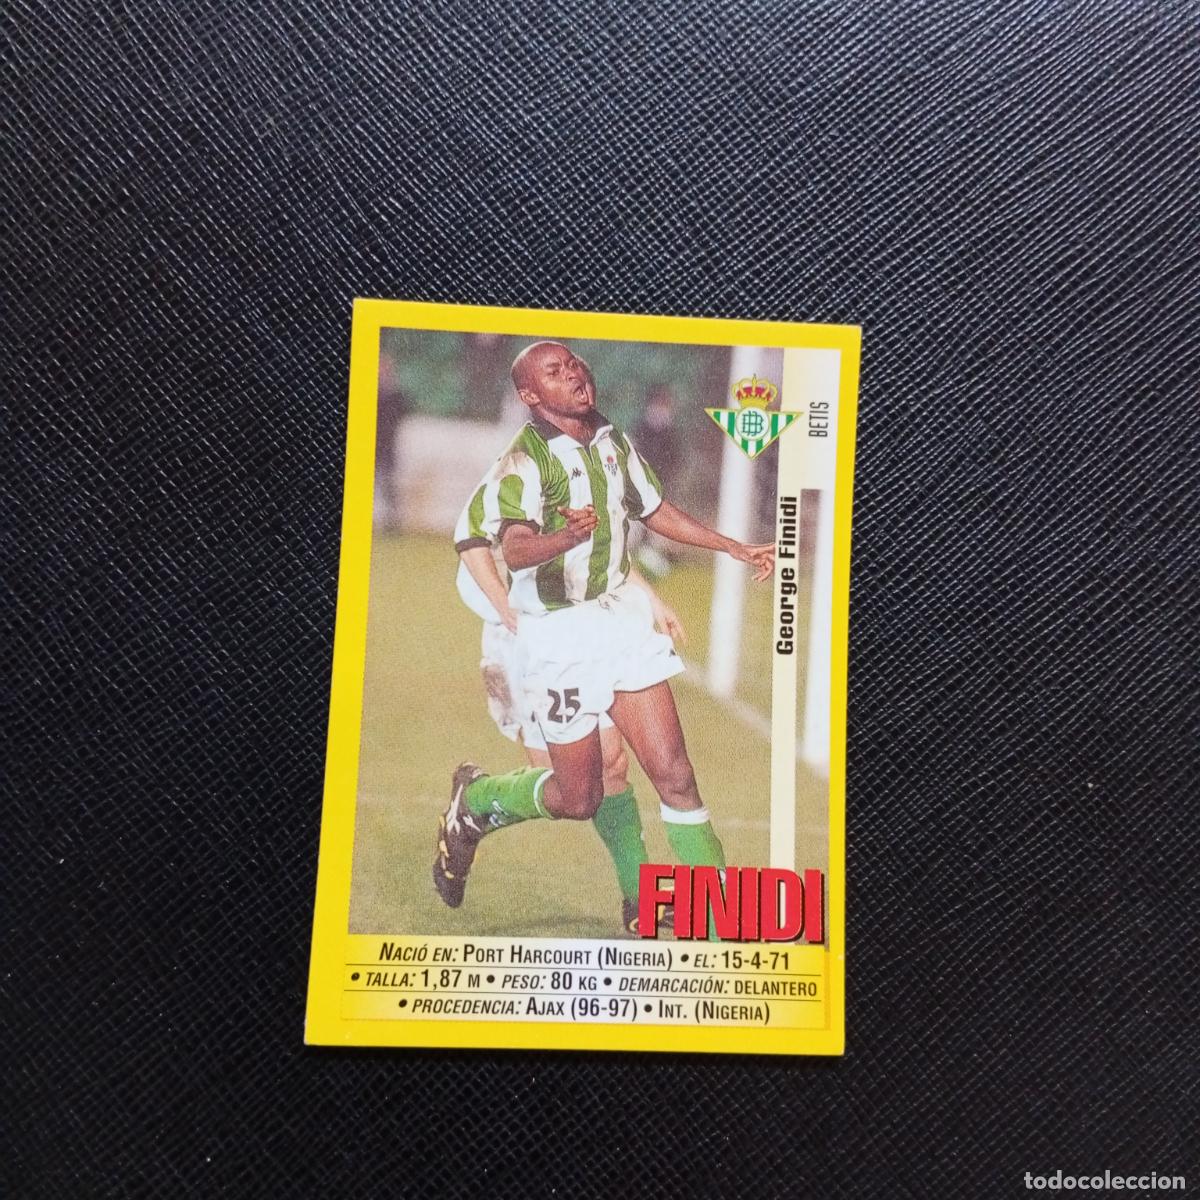 BETIS
George Finidi
25
FINIDI
NACIÓ EN: PORT HARCOURT (NIGERIA) • EL: 15-4-71
• TALLA: 1,87 M • PESO: 80 KG • DEMARCACIÓN: DELANTERO
• PROCEDENCIA: AJAX (96-97) • INT. (NIGERIA)
todocoleccion